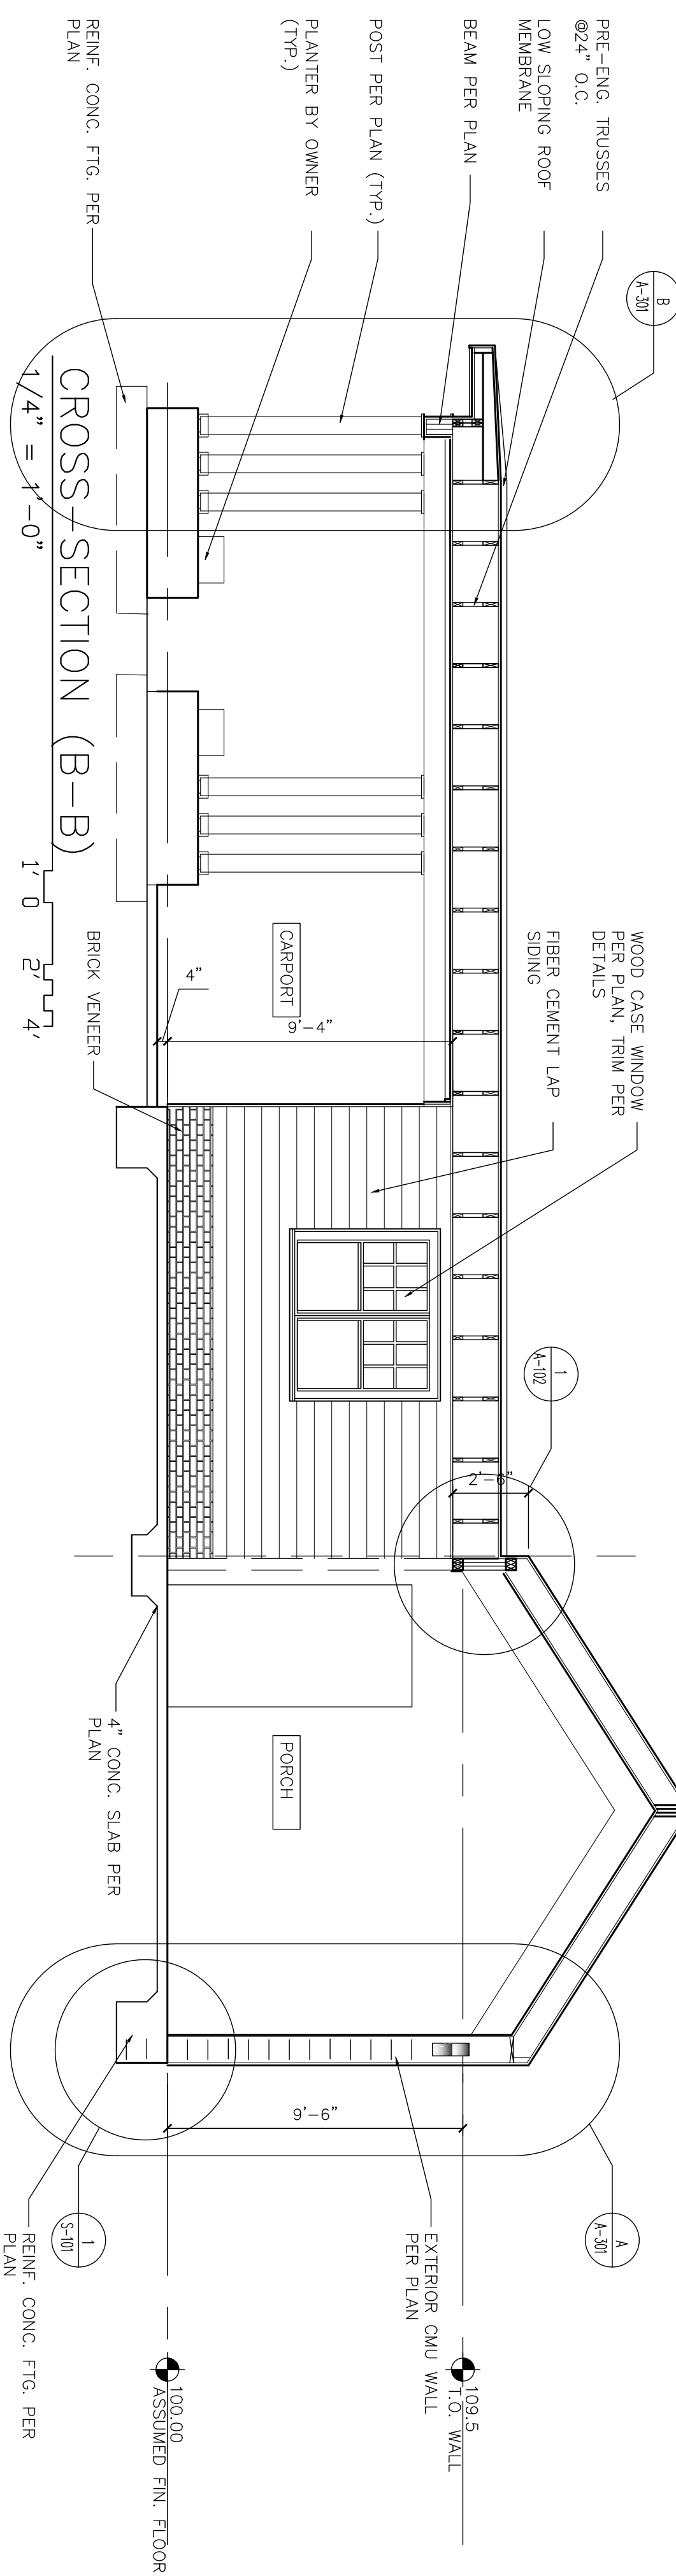 B
A-301
PRE-ENG. TRUSSES
@24" O.C.
LOW SLOPING ROOF
MEMBRANE
BEAM PER PLAN
POST PER PLAN (TYP.)
PLANTER BY OWNER
(TYP.)
REINF. CONC. FTG. PER
PLAN
WOOD CASE WINDOW
PER PLAN, TRIM PER
DETAILS
FIBER CEMENT LAP
SIDING
CARPORT
9'-4"
4"
BRICK VENEER
1
A-102
2'-6"
PORCH
4" CONC. SLAB PER
PLAN
A
A-301
EXTERIOR CMU WALL
PER PLAN
9'-6"
1
S-101
REINF. CONC. FTG. PER
PLAN
109.5
T.O. WALL
100.00
ASSUMED FIN. FLOOR
CROSS-SECTION (B-B)
1/4" = 1'-0"
1' 0 2' 4'